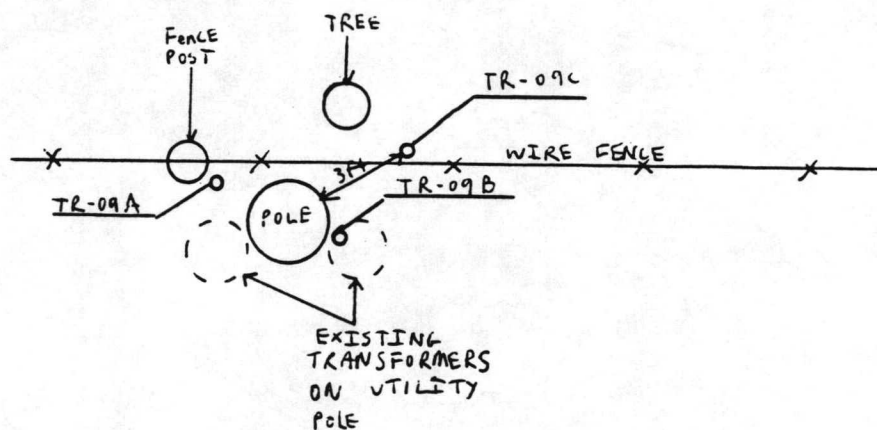 TREE
FENCE
POST
TR-09C
WIRE FENCE
3FT
TR-09A
TR-09B
POLE
EXISTING
TRANSFORMERS
ON UTILITY
POLE